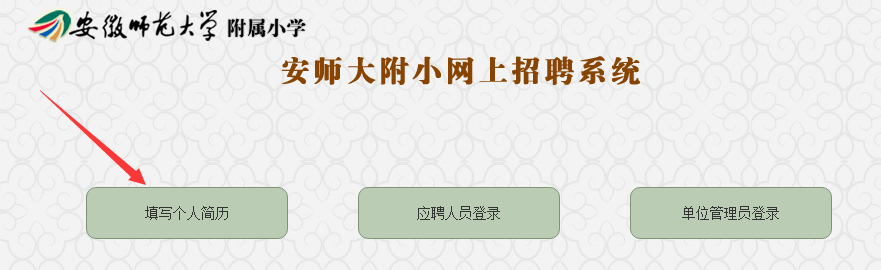 安徽师范大学 附属小学
安师大附小网上招聘系统
填写个人简历
应聘人员登录
单位管理员登录